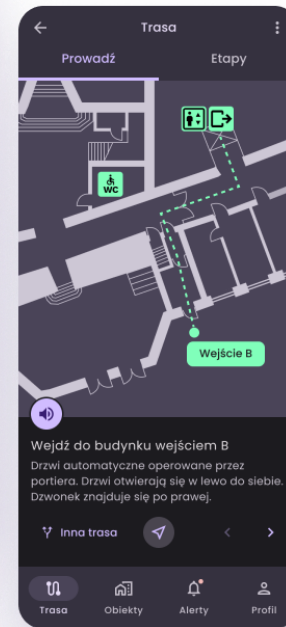 Trasa
Prowadź
Etapy
WC
Wejście B
Wejdź do budynku wejściem B
Drzwi automatyczne operowane przez
portiera. Drzwi otwierają się w lewo do siebie.
Dzwonek znajduje się po prawej.
Inna trasa
Trasa
Obiekty
Alerty
Profil